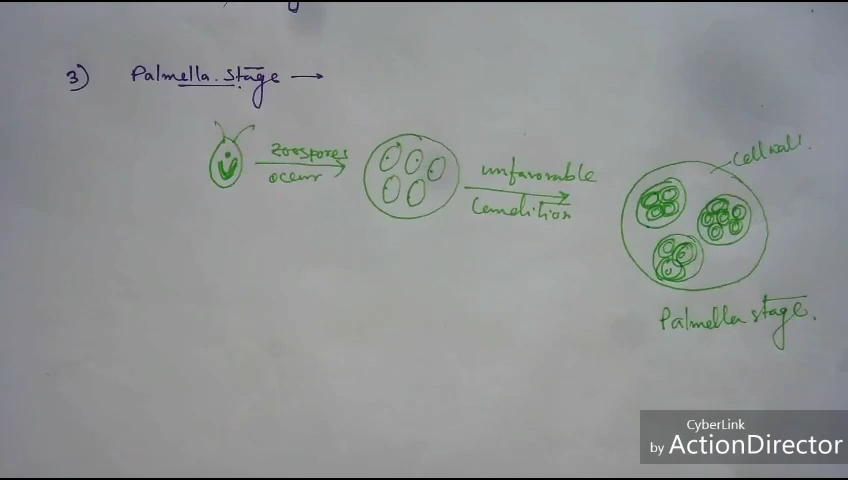 3) Palmella stage →
zoospores
occur
unfavorable
Condition
Cell wall.
Palmella stage.
CyberLink
by ActionDirector